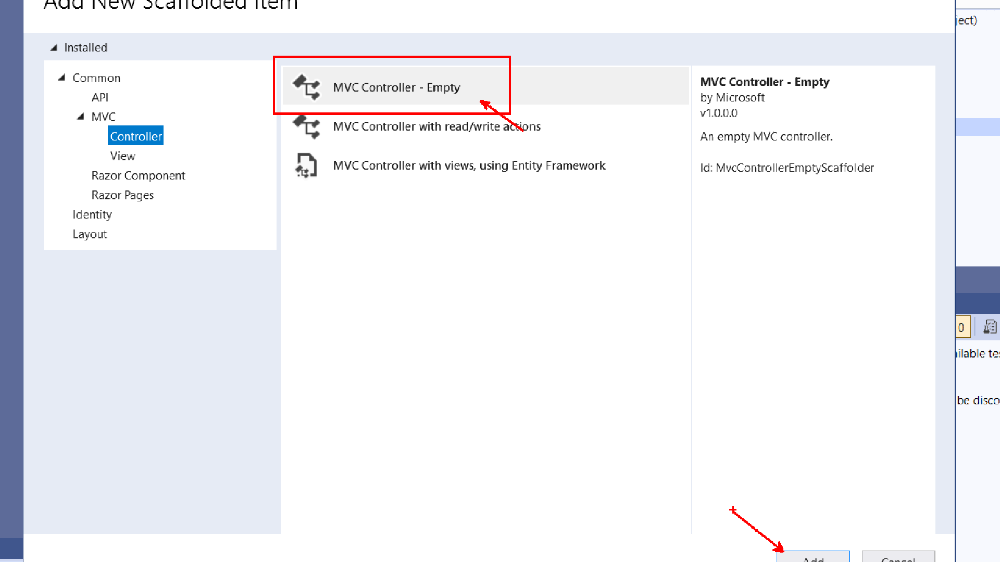 Add New Scaffolded Item
ject)
Installed
Common
API
MVC
Controller
View
Razor Component
Razor Pages
Identity
Layout
MVC Controller - Empty
MVC Controller with read/write actions
MVC Controller with views, using Entity Framework
MVC Controller - Empty
by Microsoft
v1.0.0.0
An empty MVC controller.
Id: MvcControllerEmptyScaffolder
0
ailable tes
be disco
Add
Cancel